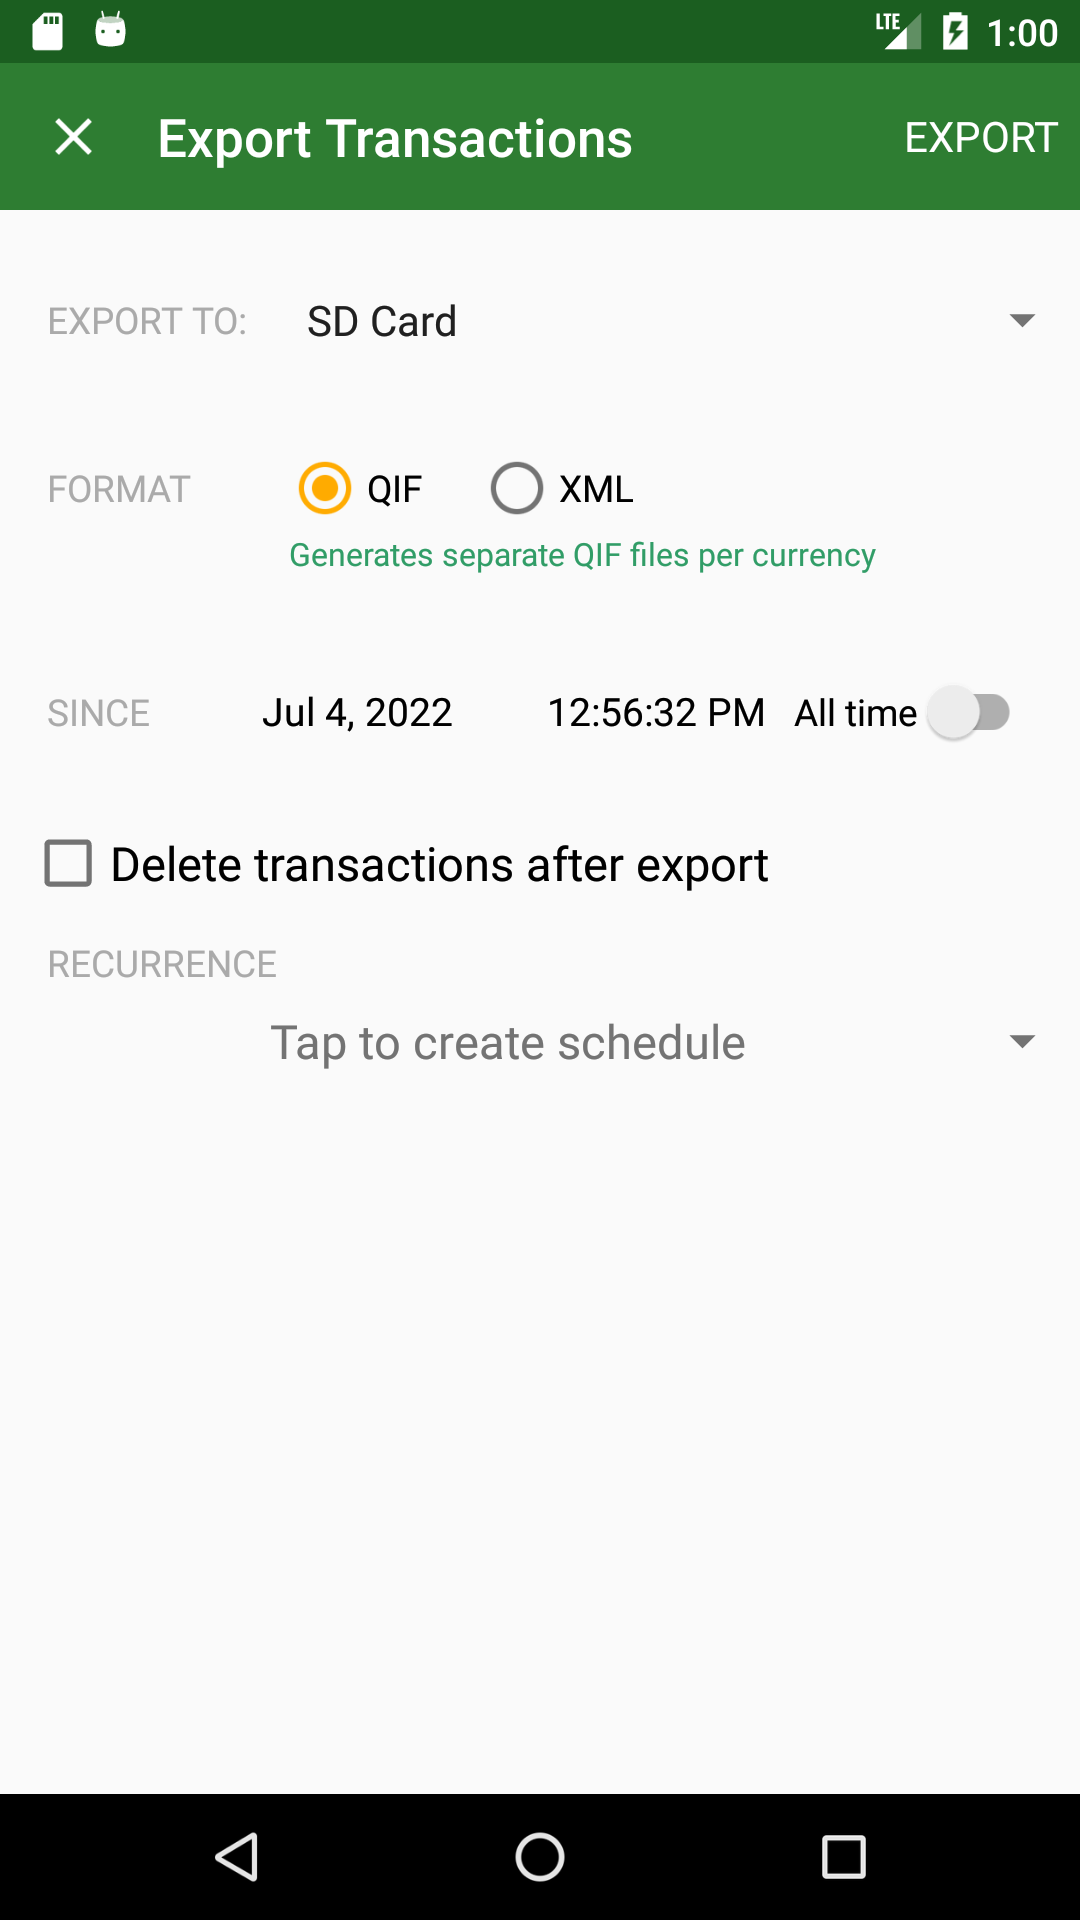 LTE 1:00
Export Transactions EXPORT
EXPORT TO: SD Card
FORMAT QIF XML
Generates separate QIF files per currency
SINCE Jul 4, 2022 12:56:32 PM All time
Delete transactions after export
RECURRENCE
Tap to create schedule